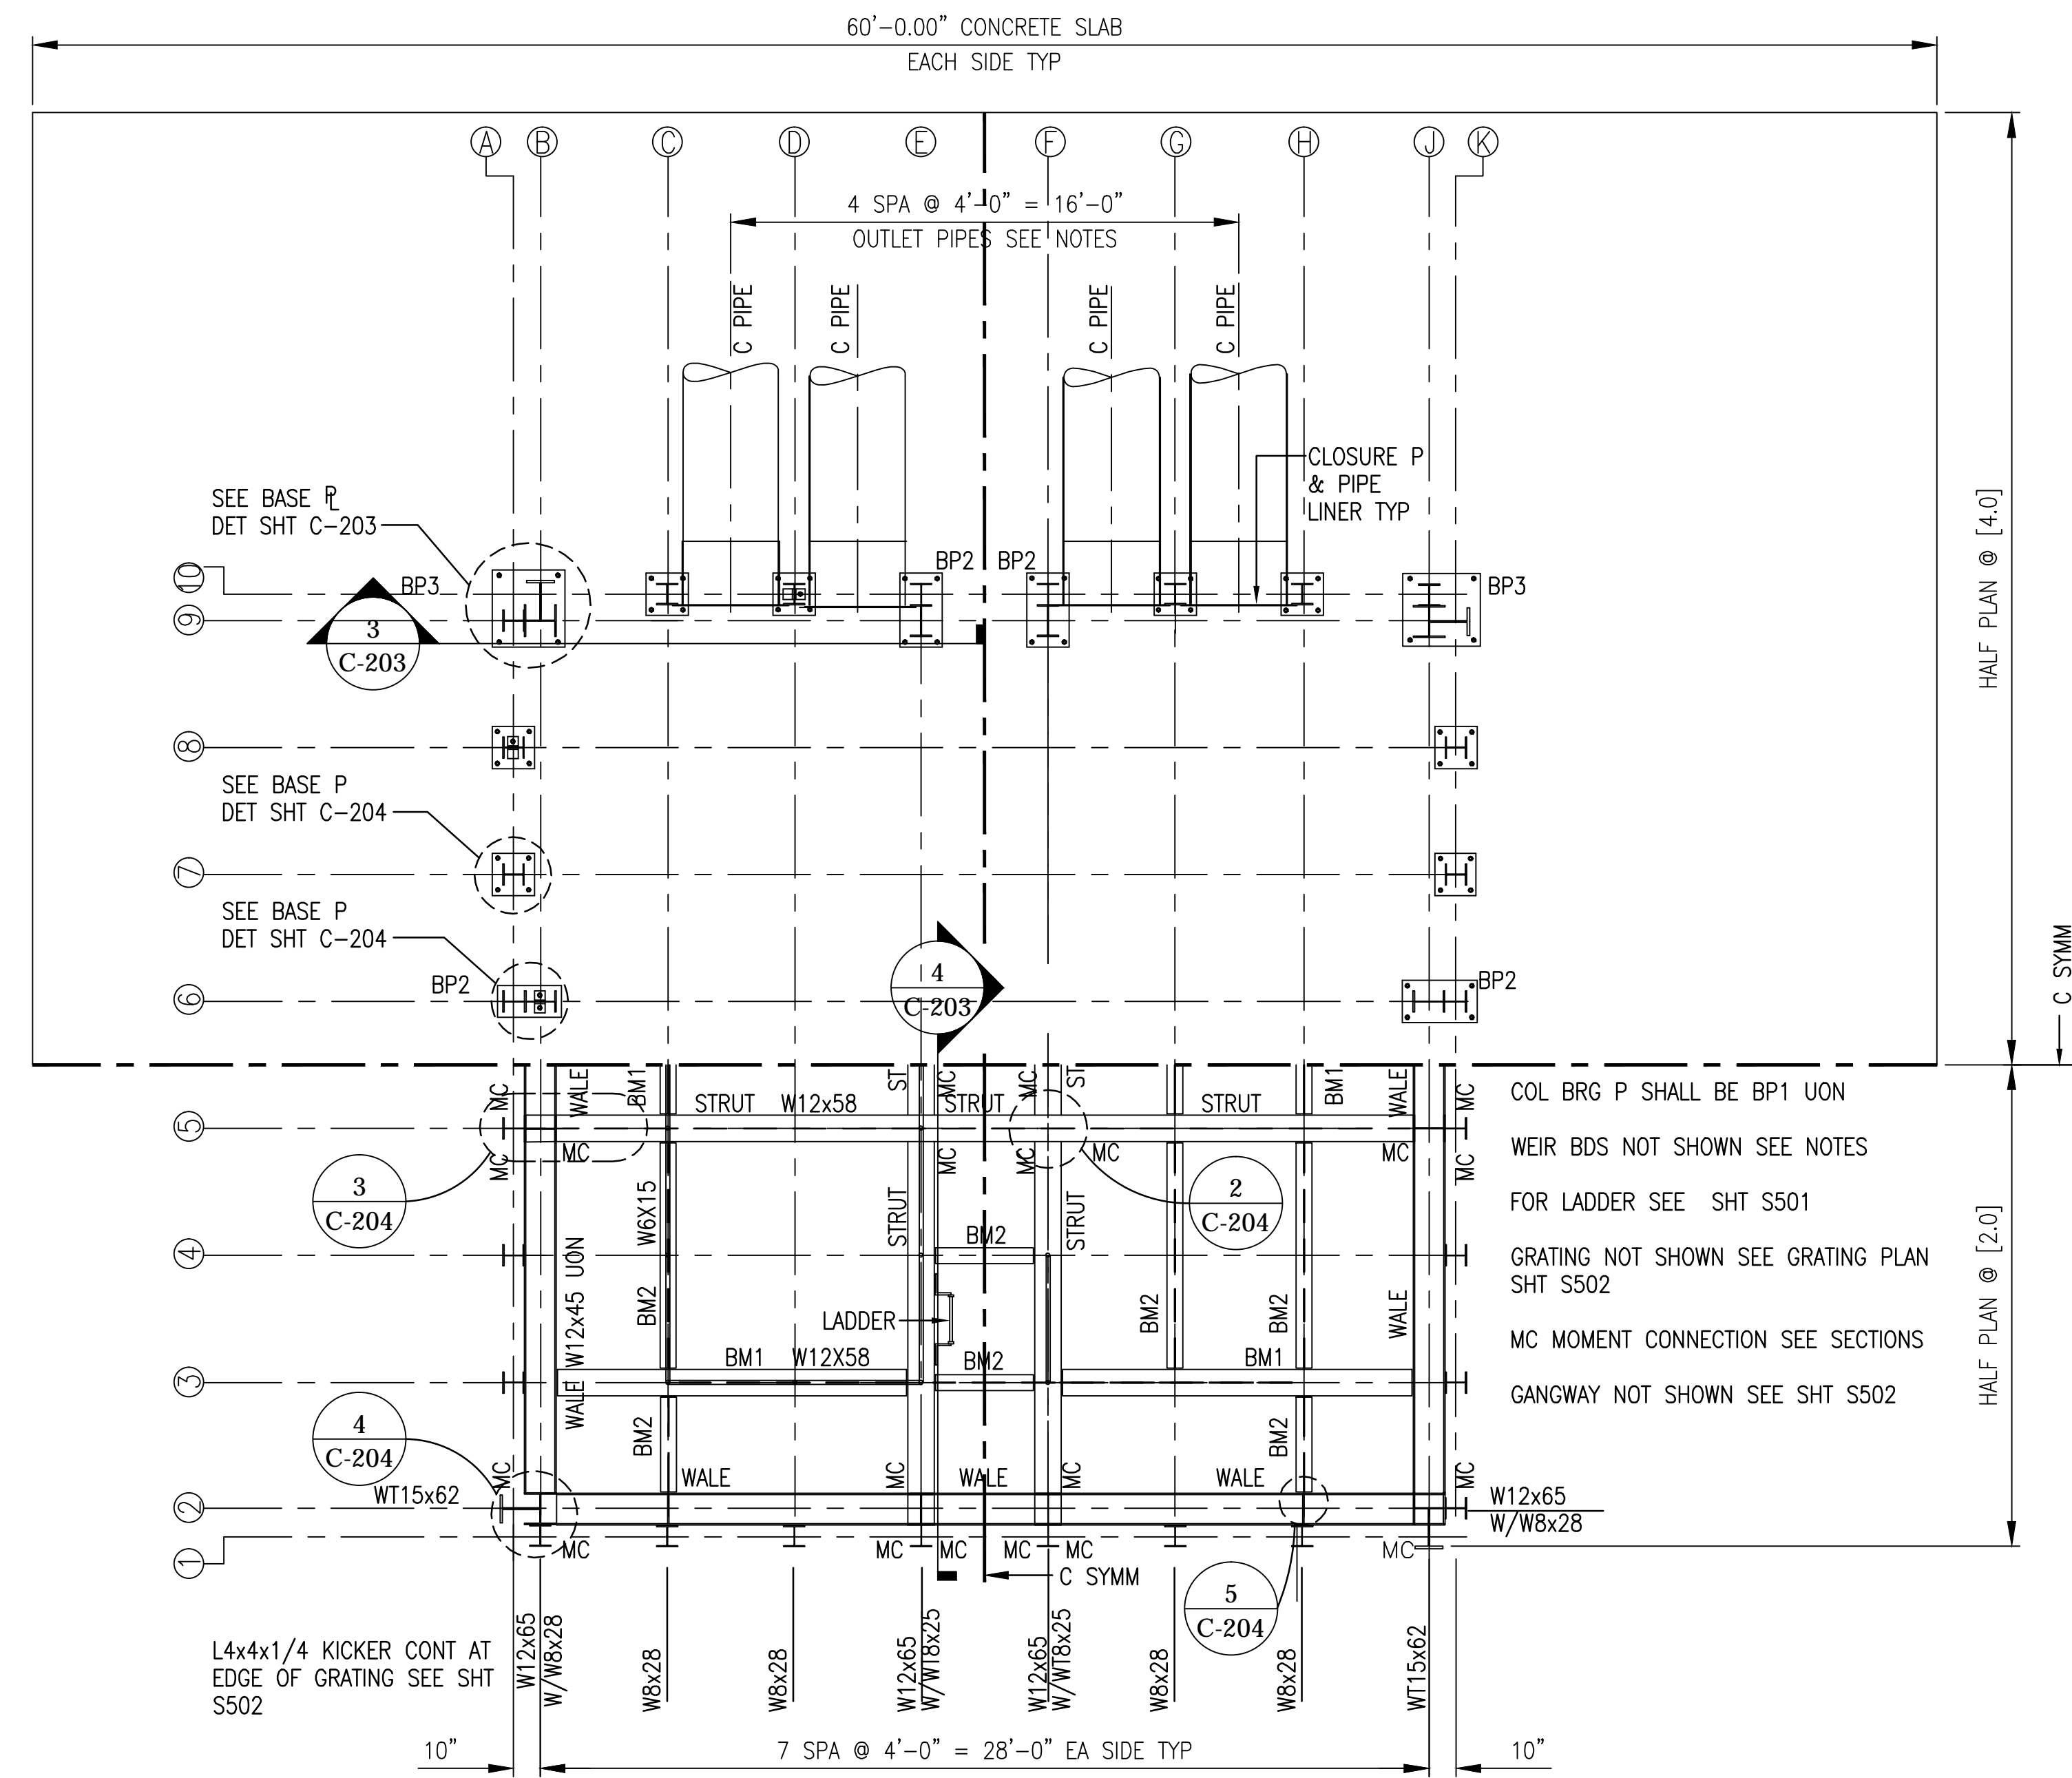 60'-0.00" CONCRETE SLAB
EACH SIDE TYP
A
B
C
D
E
F
G
H
J
K
4 SPA @ 4'-0" = 16'-0"
OUTLET PIPES SEE NOTES
C PIPE
C PIPE
C PIPE
C PIPE
CLOSURE P
& PIPE
LINER TYP
HALF PLAN @ [4.0]
SEE BASE PL
DET SHT C-203
10
9
BP3
BP2
BP2
BP3
3
C-203
8
SEE BASE P
DET SHT C-204
7
SEE BASE P
DET SHT C-204
BP2
6
4
C-203
BP2
C SYMM
MC
WALE
BM1
STRUT
W12x58
ST
MC
STRUT
MC
ST
STRUT
BM1
WALE
MC
COL BRG P SHALL BE BP1 UON
5
MC
MC
MC
MC
MC
MC
MC
WEIR BDS NOT SHOWN SEE NOTES
3
C-204
W6X15
STRUT
STRUT
2
C-204
FOR LADDER SEE SHT S501
4
BM2
GRATING NOT SHOWN SEE GRATING PLAN
SHT S502
HALF PLAN @ [2.0]
WALE W12x45 UON
BM2
LADDER
BM2
BM2
WALE
MC MOMENT CONNECTION SEE SECTIONS
3
BM1
W12X58
BM2
BM1
GANGWAY NOT SHOWN SEE SHT S502
4
C-204
BM2
BM2
MC
WALE
MC
WALE
MC
WALE
MC
2
WT15x62
W12x65
W/W8x28
1
MC
MC
MC
MC
MC
MC
C SYMM
5
C-204
L4x4x1/4 KICKER CONT AT
EDGE OF GRATING SEE SHT
S502
W12x65
W/W8x28
W8x28
W8x28
W12x65
W/WT8x25
W12x65
W/WT8x25
W8x28
W8x28
WT15x62
10"
7 SPA @ 4'-0" = 28'-0" EA SIDE TYP
10"